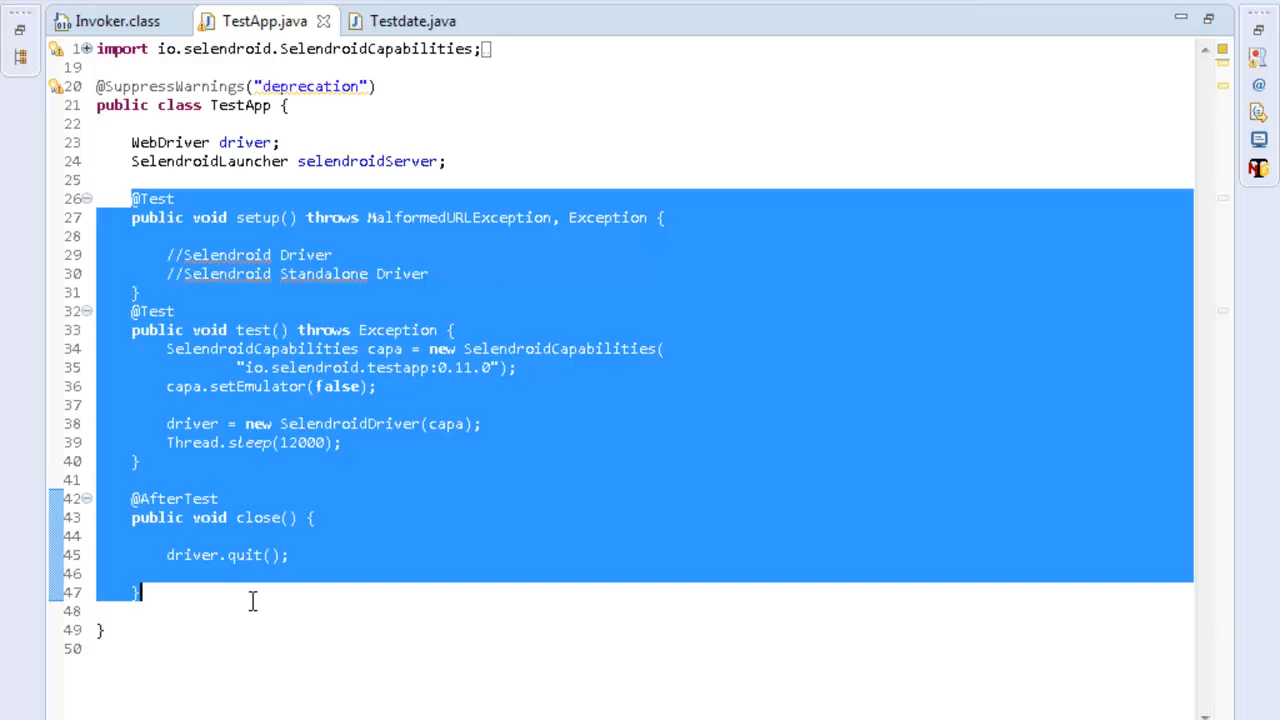 Invoker.class TestApp.java Testdate.java
1 import io.selendroid.SelendroidCapabilities;
19
20 @SuppressWarnings("deprecation")
21 public class TestApp {
22
23 WebDriver driver;
24 SelendroidLauncher selendroidServer;
25
26 @Test
27 public void setup() throws MalformedURLException, Exception {
28
29 //Selendroid Driver
30 //Selendroid Standalone Driver
31 }
32 @Test
33 public void test() throws Exception {
34 SelendroidCapabilities capa = new SelendroidCapabilities(
35 "io.selendroid.testapp:0.11.0");
36 capa.setEmulator(false);
37
38 driver = new SelendroidDriver(capa);
39 Thread.sleep(12000);
40 }
41
42 @AfterTest
43 public void close() {
44
45 driver.quit();
46
47 }
48
49 }
50